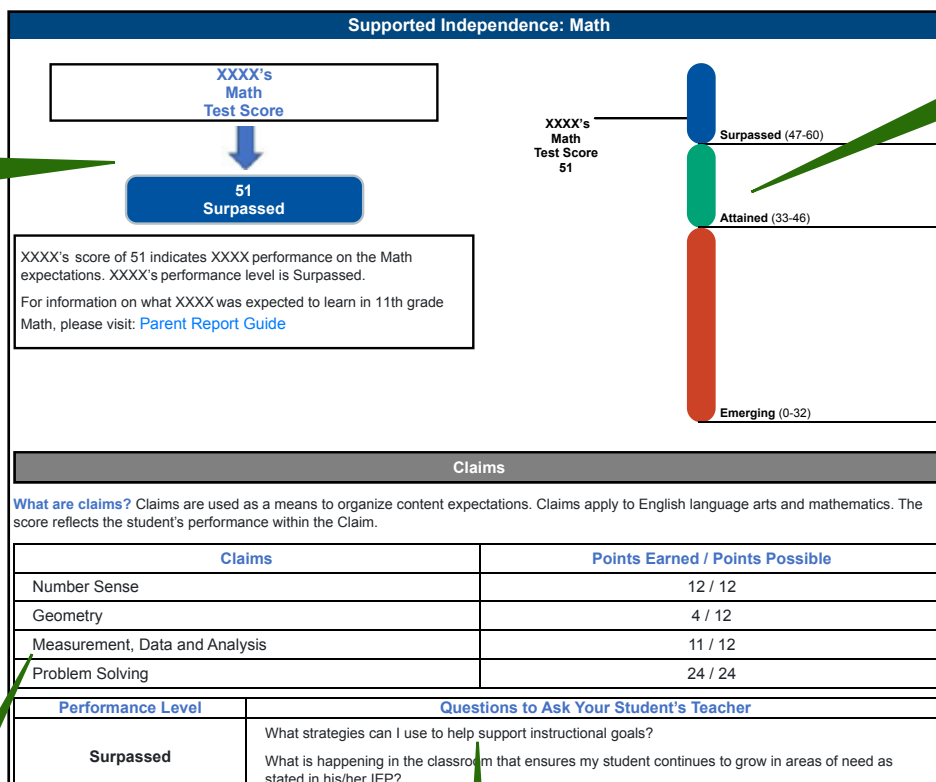 Supported Independence: Math
XXXX's
Math
Test Score
51
Surpassed
XXXX's score of 51 indicates XXXX performance on the Math
expectations. XXXX's performance level is Surpassed.
For information on what XXXX was expected to learn in 11th grade
Math, please visit: Parent Report Guide
XXXX's
Math
Test Score
51
Surpassed (47-60)
Attained (33-46)
Emerging (0-32)
Claims
What are claims? Claims are used as a means to organize content expectations. Claims apply to English language arts and mathematics. The
score reflects the student's performance within the Claim.
Claims Points Earned / Points Possible
Number Sense 12 / 12
Geometry 4 / 12
Measurement, Data and Analysis 11 / 12
Problem Solving 24 / 24
Performance Level Questions to Ask Your Student's Teacher
Surpassed
What strategies can I use to help support instructional goals?
What is happening in the classroom that ensures my student continues to grow in areas of need as
stated in his/her IEP?